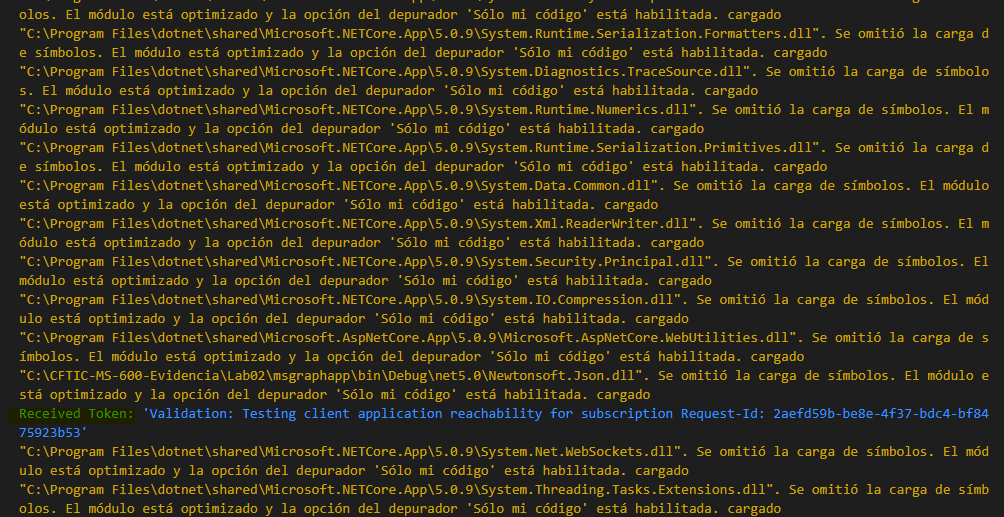 olos. El módulo está optimizado y la opción del depurador 'Sólo mi código' está habilitada. cargado
"C:\Program Files\dotnet\shared\Microsoft.NETCore.App\5.0.9\System.Runtime.Serialization.Formatters.dll". Se omitió la carga d
e símbolos. El módulo está optimizado y la opción del depurador 'Sólo mi código' está habilitada. cargado
"C:\Program Files\dotnet\shared\Microsoft.NETCore.App\5.0.9\System.Diagnostics.TraceSource.dll". Se omitió la carga de símbolo
s. El módulo está optimizado y la opción del depurador 'Sólo mi código' está habilitada. cargado
"C:\Program Files\dotnet\shared\Microsoft.NETCore.App\5.0.9\System.Runtime.Numerics.dll". Se omitió la carga de símbolos. El m
ódulo está optimizado y la opción del depurador 'Sólo mi código' está habilitada. cargado
"C:\Program Files\dotnet\shared\Microsoft.NETCore.App\5.0.9\System.Runtime.Serialization.Primitives.dll". Se omitió la carga d
e símbolos. El módulo está optimizado y la opción del depurador 'Sólo mi código' está habilitada. cargado
"C:\Program Files\dotnet\shared\Microsoft.NETCore.App\5.0.9\System.Data.Common.dll". Se omitió la carga de símbolos. El módulo
está optimizado y la opción del depurador 'Sólo mi código' está habilitada. cargado
"C:\Program Files\dotnet\shared\Microsoft.NETCore.App\5.0.9\System.Xml.ReaderWriter.dll". Se omitió la carga de símbolos. El m
ódulo está optimizado y la opción del depurador 'Sólo mi código' está habilitada. cargado
"C:\Program Files\dotnet\shared\Microsoft.NETCore.App\5.0.9\System.Security.Principal.dll". Se omitió la carga de símbolos. El
módulo está optimizado y la opción del depurador 'Sólo mi código' está habilitada. cargado
"C:\Program Files\dotnet\shared\Microsoft.NETCore.App\5.0.9\System.IO.Compression.dll". Se omitió la carga de símbolos. El mód
ulo está optimizado y la opción del depurador 'Sólo mi código' está habilitada. cargado
"C:\Program Files\dotnet\shared\Microsoft.AspNetCore.App\5.0.9\Microsoft.AspNetCore.WebUtilities.dll". Se omitió la carga de s
ímbolos. El módulo está optimizado y la opción del depurador 'Sólo mi código' está habilitada. cargado
"C:\CFTIC-MS-600-Evidencia\Lab02\msgraphapp\bin\Debug\net5.0\Newtonsoft.Json.dll". Se omitió la carga de símbolos. El módulo e
stá optimizado y la opción del depurador 'Sólo mi código' está habilitada. cargado
Received Token: 'Validation: Testing client application reachability for subscription Request-Id: 2aefd59b-be8e-4f37-bdc4-bf84
75923b53'
"C:\Program Files\dotnet\shared\Microsoft.NETCore.App\5.0.9\System.Net.WebSockets.dll". Se omitió la carga de símbolos. El mód
ulo está optimizado y la opción del depurador 'Sólo mi código' está habilitada. cargado
"C:\Program Files\dotnet\shared\Microsoft.NETCore.App\5.0.9\System.Threading.Tasks.Extensions.dll". Se omitió la carga de símb
olos. El módulo está optimizado y la opción del depurador 'Sólo mi código' está habilitada. cargado